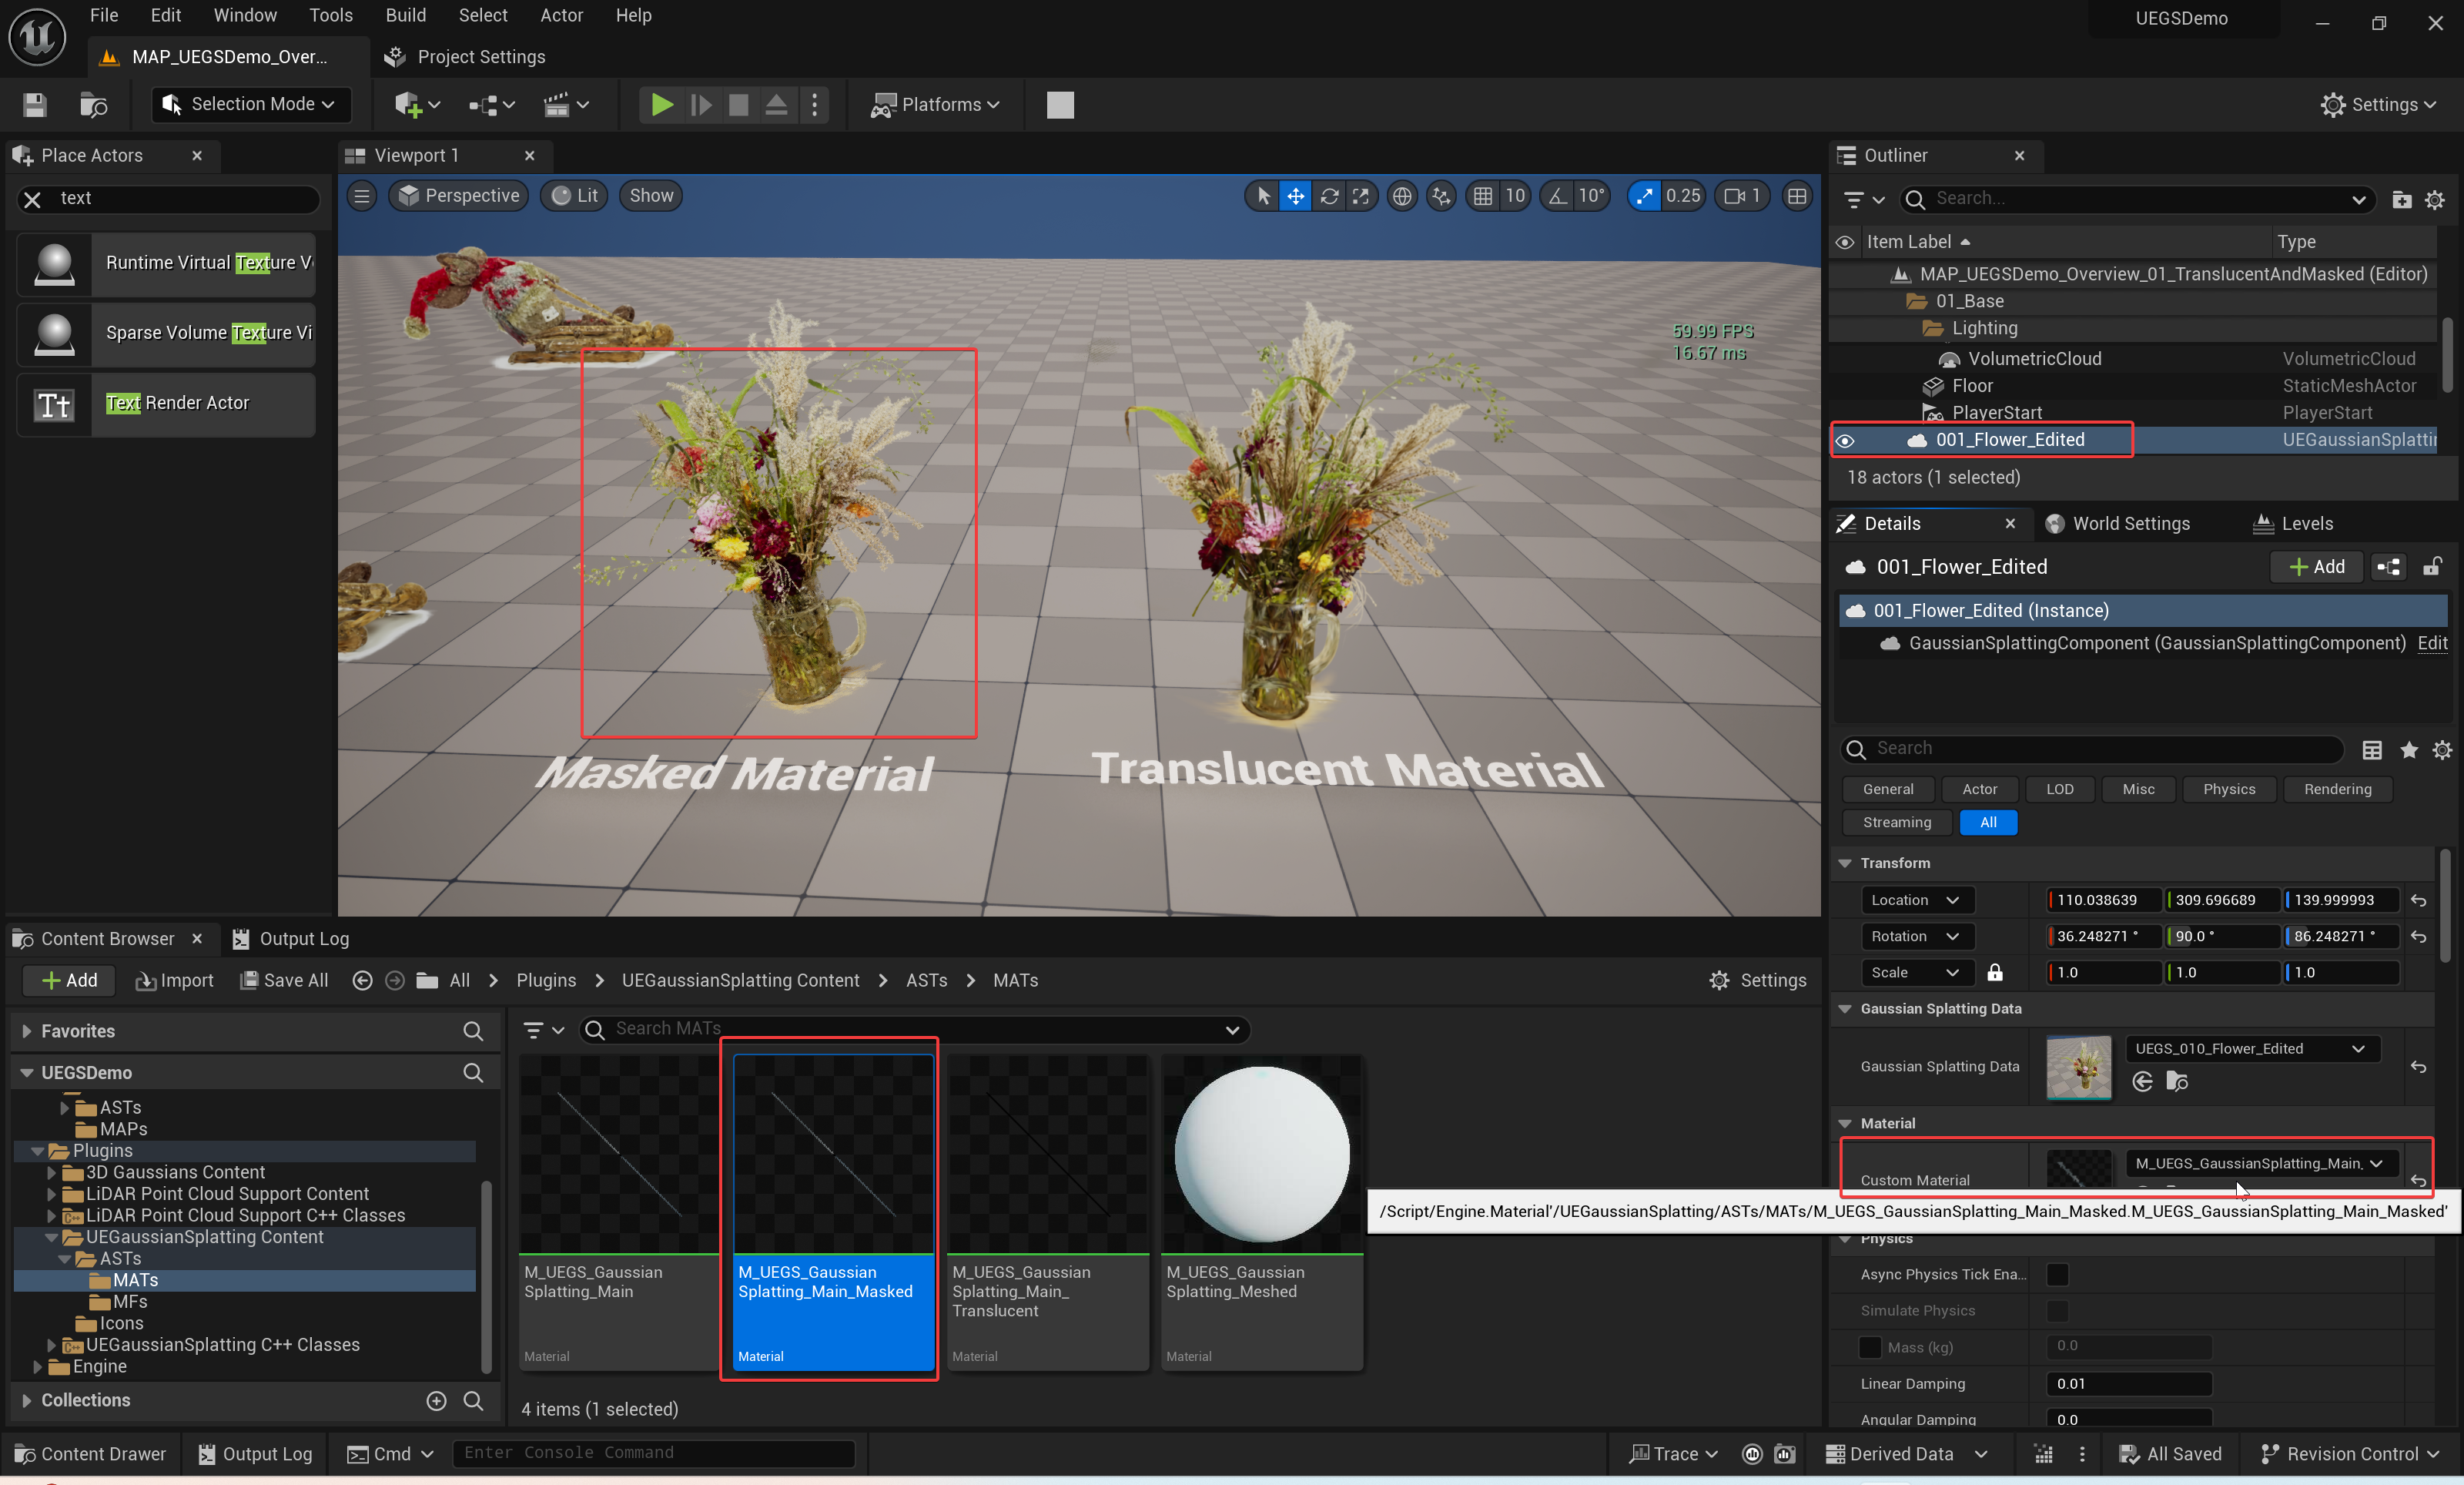 File Edit Window Tools Build Select Actor Help
UEGSDemo
MAP_UEGSDemo_Over...
Project Settings
Selection Mode
Platforms
Settings
Place Actors
Viewport 1
Outliner
text
Perspective Lit Show
10 10° 0.25 1
Search...
Runtime Virtual Texture V
Item Label Type
Sparse Volume Texture Vi
MAP_UEGSDemo_Overview_01_TranslucentAndMasked (Editor)
01_Base
Lighting
59.99 FPS
16.67 ms
VolumetricCloud VolumetricCloud
Floor StaticMeshActor
Tt Text Render Actor
PlayerStart PlayerStart
001_Flower_Edited UEGaussianSplattin
18 actors (1 selected)
Details World Settings Levels
001_Flower_Edited
Add
001_Flower_Edited (Instance)
GaussianSplattingComponent (GaussianSplattingComponent) Edit
Masked Material
Translucent Material
Search
General Actor LOD Misc Physics Rendering
Streaming All
Transform
Location 110.038639 309.696689 139.999993
Rotation 36.248271 ° 90.0 ° 86.248271 °
Scale 1.0 1.0 1.0
Gaussian Splatting Data
Gaussian Splatting Data UEGS_010_Flower_Edited
Material
Custom Material M_UEGS_GaussianSplatting_Main_
/Script/Engine.Material'/UEGaussianSplatting/ASTs/MATs/M_UEGS_GaussianSplatting_Main_Masked.M_UEGS_GaussianSplatting_Main_Masked'
Physics
Async Physics Tick Ena...
Simulate Physics
Mass (kg) 0.0
Linear Damping 0.01
Angular Damping 0.0
Content Browser Output Log
Add Import Save All All > Plugins > UEGaussianSplatting Content > ASTs > MATs
Settings
Favorites
Search MATs
UEGSDemo
ASTs
MAPs
Plugins
3D Gaussians Content
LiDAR Point Cloud Support Content
LiDAR Point Cloud Support C++ Classes
UEGaussianSplatting Content
ASTs
MATs
MFs
Icons
UEGaussianSplatting C++ Classes
Engine
Collections
M_UEGS_Gaussian
Splatting_Main
Material
M_UEGS_Gaussian
Splatting_Main_Masked
Material
M_UEGS_Gaussian
Splatting_Main_
Translucent
Material
M_UEGS_Gaussian
Splatting_Meshed
Material
4 items (1 selected)
Content Drawer Output Log Cmd Enter Console Command
Trace Derived Data All Saved Revision Control